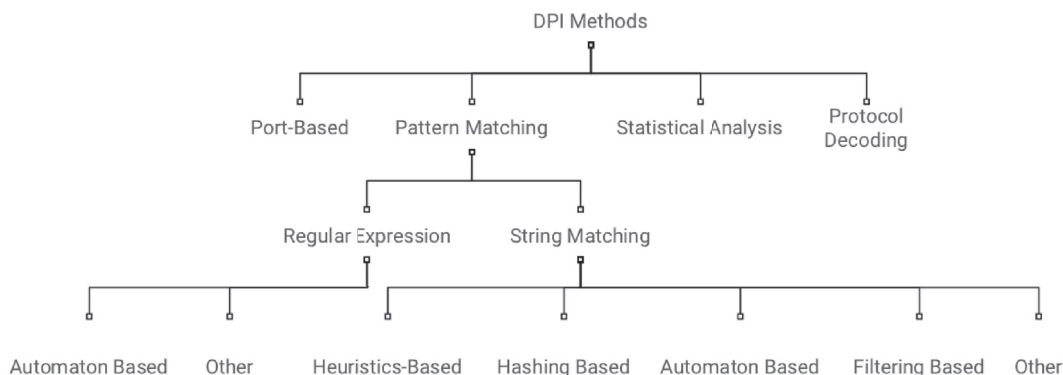 DPI Methods
Port-Based Pattern Matching Statistical Analysis Protocol
Decoding
Regular Expression String Matching
Automaton Based Other Heuristics-Based Hashing Based Automaton Based Filtering Based Other